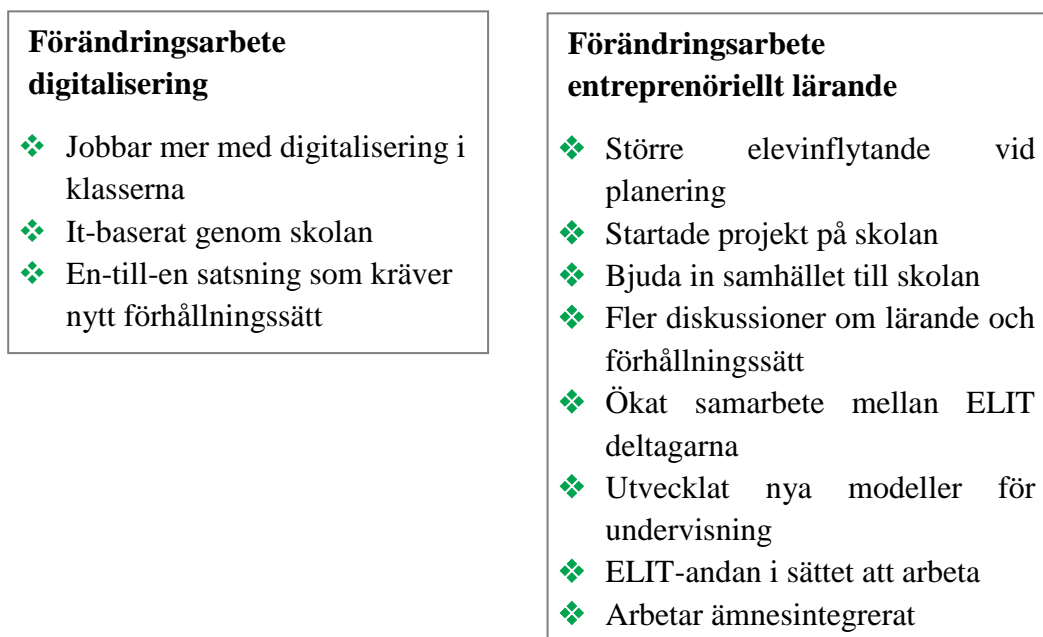 Förändringsarbete
digitalisering
❖ Jobbar mer med digitalisering i
klasserna
❖ It-baserat genom skolan
❖ En-till-en satsning som kräver
nytt förhållningssätt
Förändringsarbete
entreprenöriellt lärande
❖ Större elevinflytande vid
planering
❖ Startade projekt på skolan
❖ Bjuda in samhället till skolan
❖ Fler diskussioner om lärande och
förhållningssätt
❖ Ökat samarbete mellan ELIT
deltagarna
❖ Utvecklat nya modeller för
undervisning
❖ ELIT-andan i sättet att arbeta
❖ Arbetar ämnesintegrerat